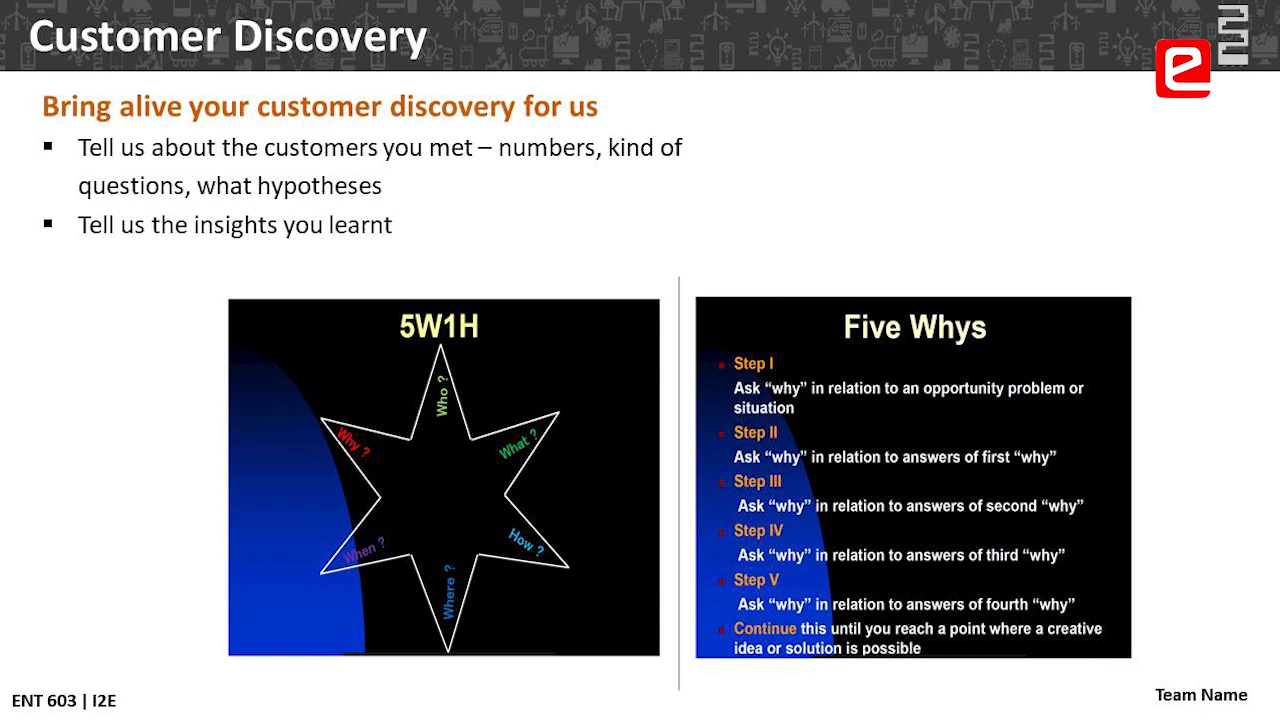 Customer Discovery
e
Bring alive your customer discovery for us
Tell us about the customers you met – numbers, kind of
questions, what hypotheses
Tell us the insights you learnt
5W1H
Who ?
What ?
How ?
Where ?
When ?
Why ?
Five Whys
Step I
Ask “why” in relation to an opportunity problem or
situation
Step II
Ask “why” in relation to answers of first “why”
Step III
Ask “why” in relation to answers of second “why”
Step IV
Ask “why” in relation to answers of third “why”
Step V
Ask “why” in relation to answers of fourth “why”
Continue this until you reach a point where a creative
idea or solution is possible
ENT 603 | I2E
Team Name